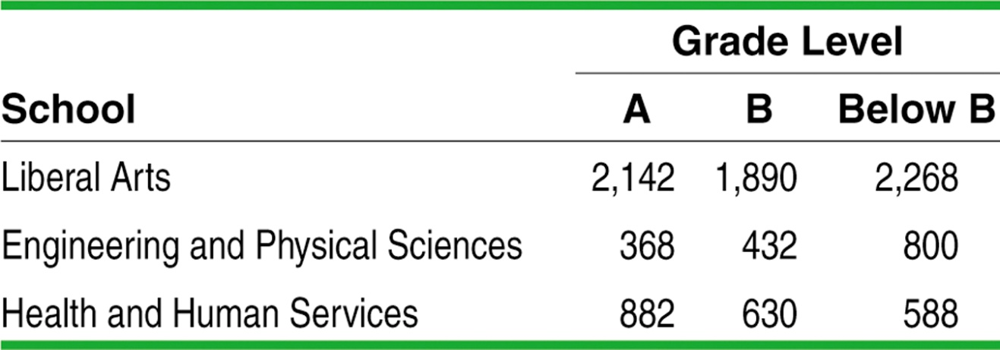 Grade Level
School A B Below B
Liberal Arts 2,142 1,890 2,268
Engineering and Physical Sciences 368 432 800
Health and Human Services 882 630 588